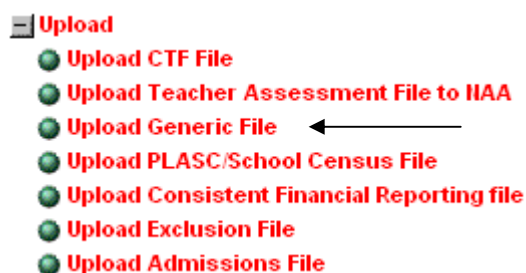 Upload
Upload CTF File
Upload Teacher Assessment File to NAA
Upload Generic File
Upload PLASC/School Census File
Upload Consistent Financial Reporting file
Upload Exclusion File
Upload Admissions File